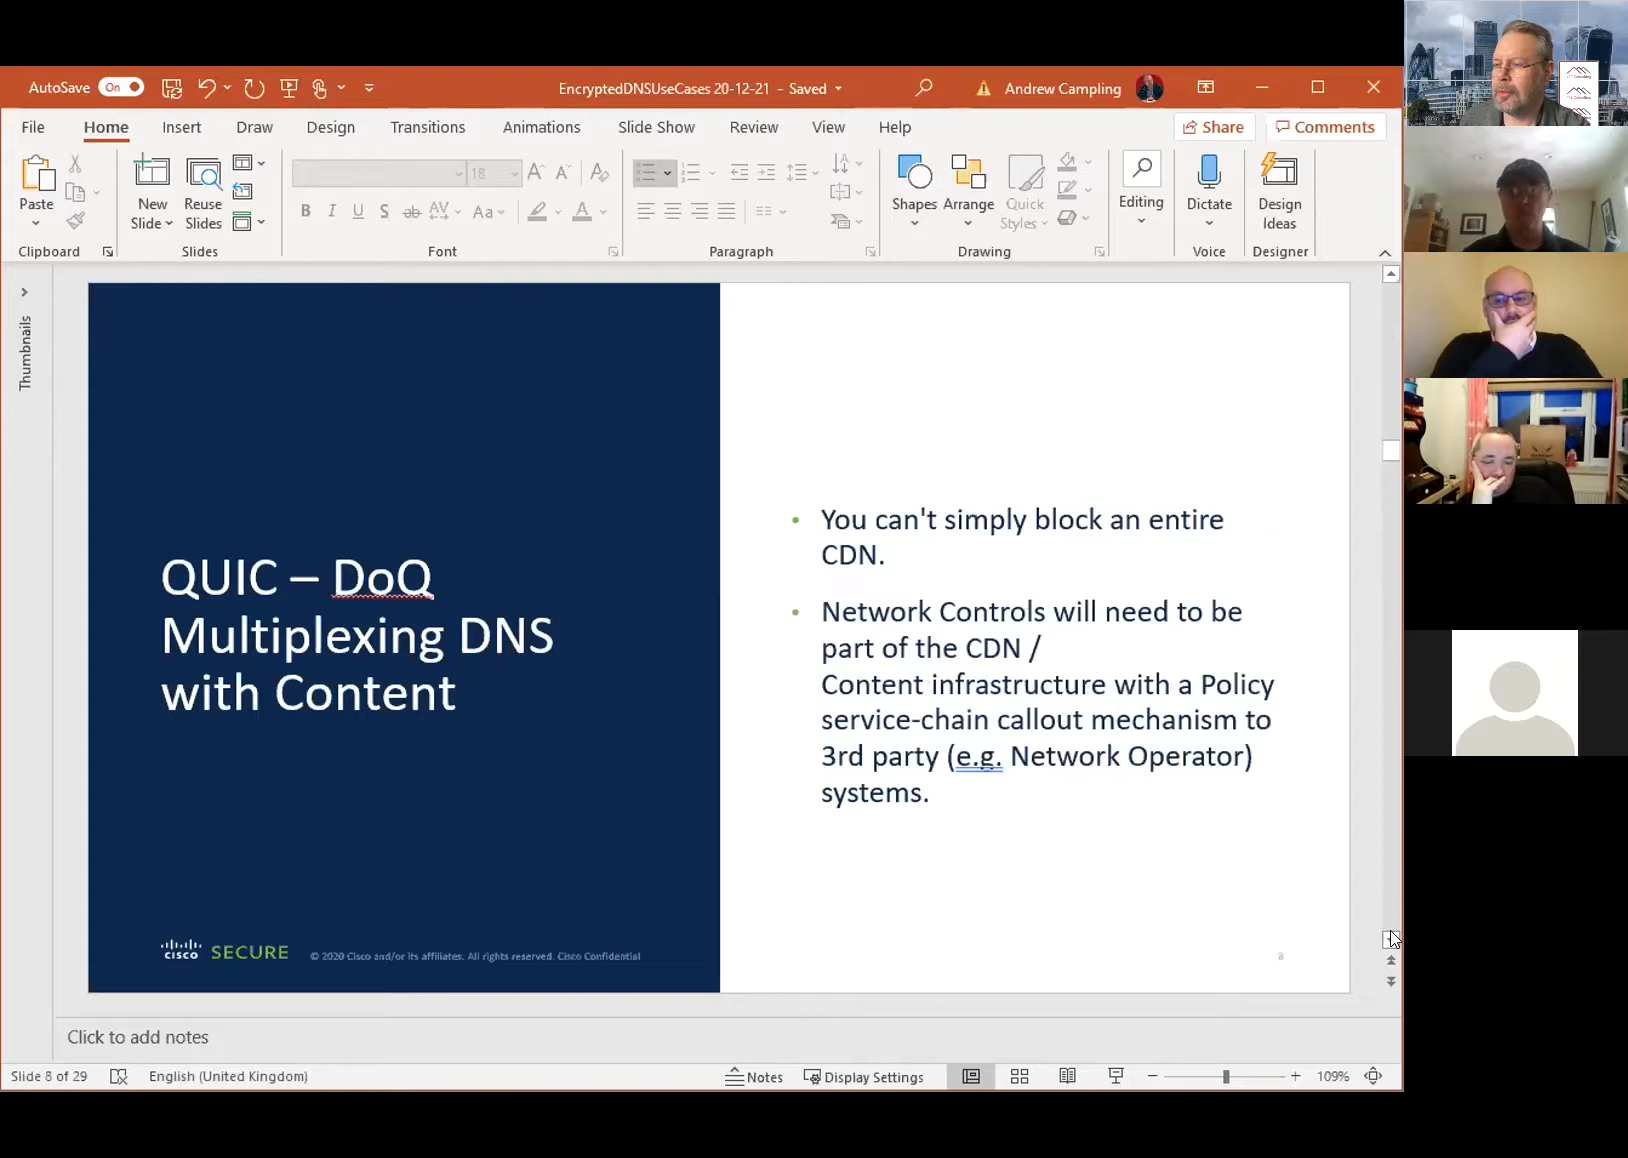 AutoSave On
EncryptedDNSUseCases 20-12-21 - Saved
Andrew Campling
File Home Insert Draw Design Transitions Animations Slide Show Review View Help
Share Comments
Paste
New Slide
Reuse Slides
18
B I U S ab AV Aa A
Shapes Arrange Quick Styles
Editing
Dictate
Design Ideas
Clipboard Slides Font Paragraph Drawing Voice Designer
Thumbnails
QUIC – DoQ
Multiplexing DNS
with Content
You can't simply block an entire
CDN.
Network Controls will need to be
part of the CDN /
Content infrastructure with a Policy
service-chain callout mechanism to
3rd party (e.g. Network Operator)
systems.
cisco SECURE © 2020 Cisco and/or its affiliates. All rights reserved. Cisco Confidential
8
Click to add notes
Slide 8 of 29 English (United Kingdom) Notes Display Settings 109%